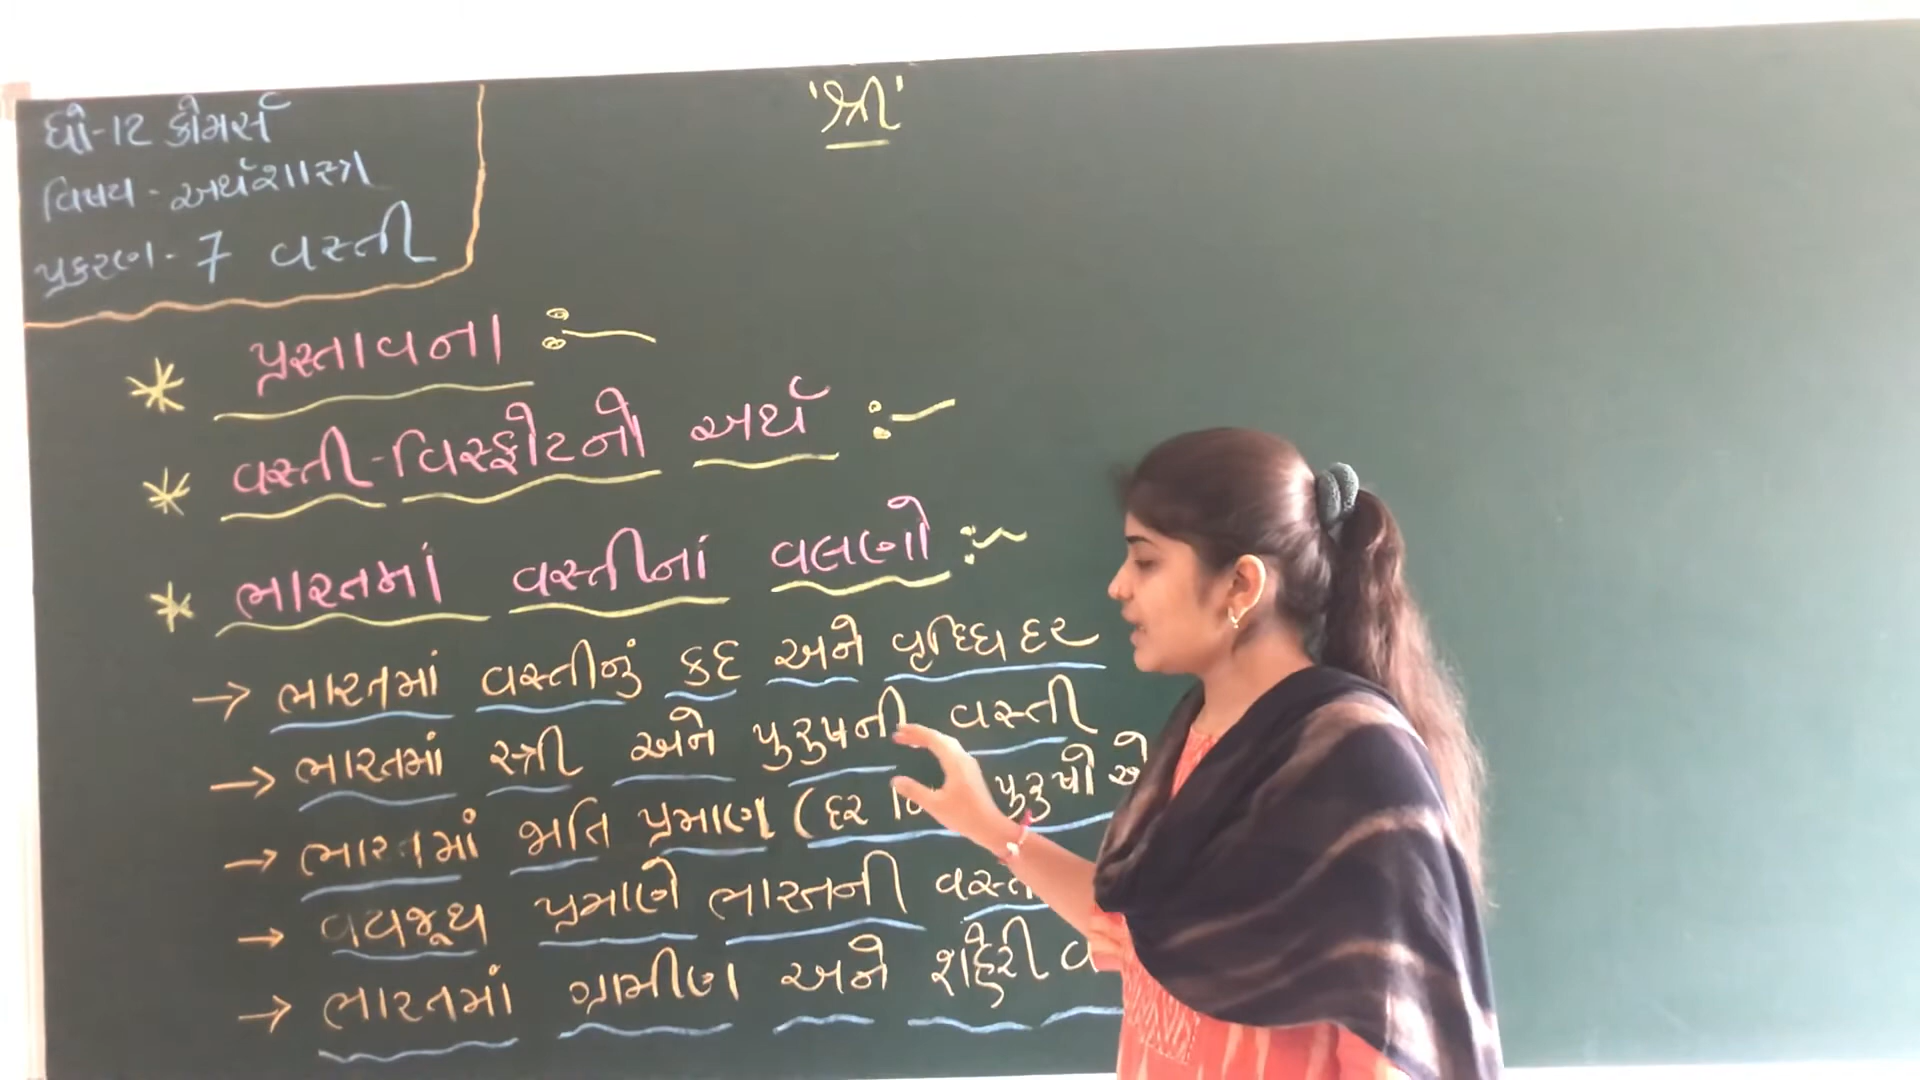 ધો-12 કોમર્સ
વિષય - અર્થશાસ્ત્ર
પ્રકરણ - 7 વસ્તી
'શ્રી'
* પ્રસ્તાવના :-
* વસ્તી-વિસ્ફોટનો અર્થ :-
* ભારતમાં વસ્તીનાં વલણો :-
→ ભારતમાં વસ્તીનું કદ અને વૃધ્ધિ દર
→ ભારતમાં સ્ત્રી અને પુરુષની વસ્તી
→ ભારતમાં જાતિ પ્રમાણ (દર પુરુષો
→ વયજૂથ પ્રમાણે ભારતની
→ ભારતમાં ગ્રામીણ અને શહેરી